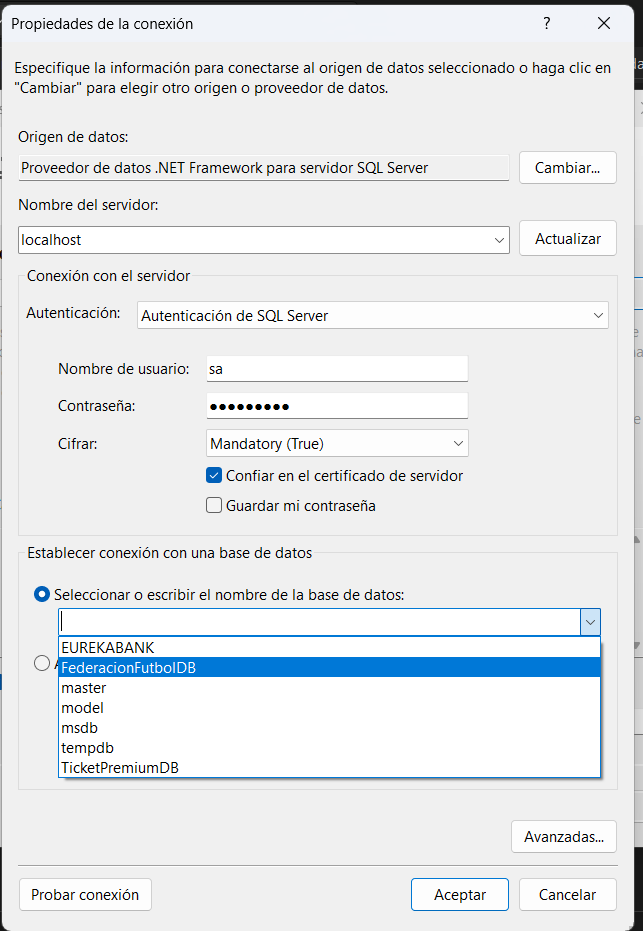 Propiedades de la conexión
?
Especifique la información para conectarse al origen de datos seleccionado o haga clic en
"Cambiar" para elegir otro origen o proveedor de datos.
Origen de datos:
Proveedor de datos .NET Framework para servidor SQL Server
Cambiar...
Nombre del servidor:
localhost
Actualizar
Conexión con el servidor
Autenticación:
Autenticación de SQL Server
Nombre de usuario:
sa
Contraseña:
●●●●●●●●●
Cifrar:
Mandatory (True)
Confiar en el certificado de servidor
Guardar mi contraseña
Establecer conexión con una base de datos
Seleccionar o escribir el nombre de la base de datos:
EUREKABANK
FederacionFutbolDB
master
model
msdb
tempdb
TicketPremiumDB
Avanzadas...
Probar conexión
Aceptar
Cancelar